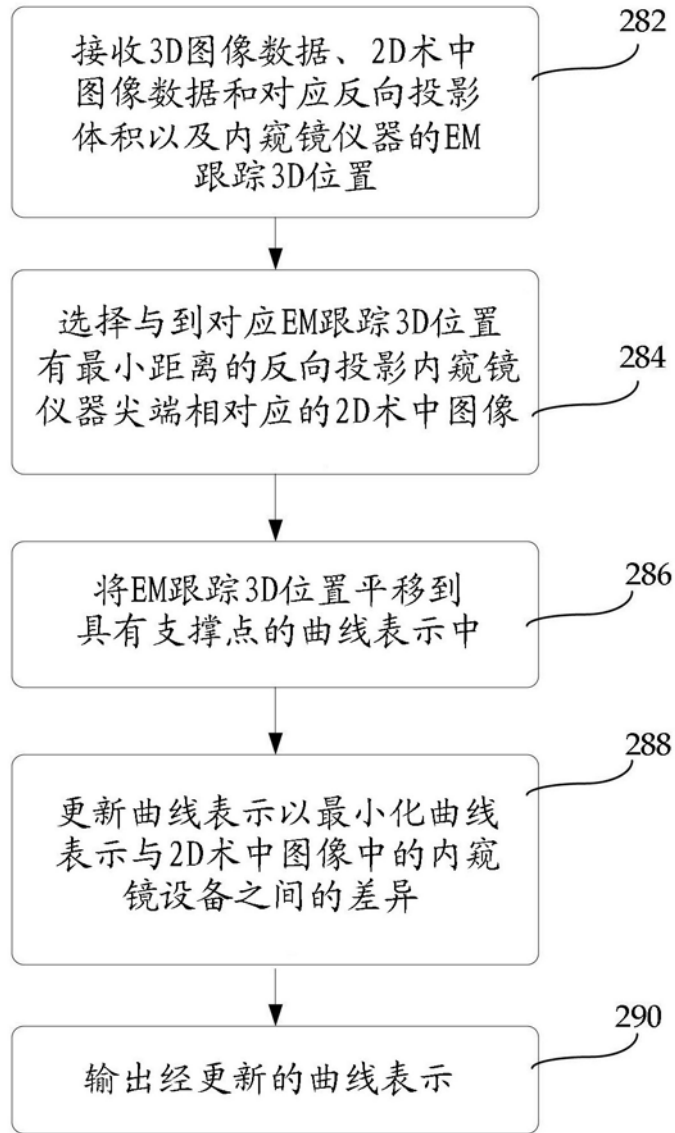 282
接收3D图像数据、2D术中
图像数据和对应反向投影
体积以及内窥镜仪器的EM
跟踪3D位置
284
选择与到对应EM跟踪3D位置
有最小距离的反向投影内窥镜
仪器尖端相对应的2D术中图像
286
将EM跟踪3D位置平移到
具有支撑点的曲线表示中
288
更新曲线表示以最小化曲线
表示与2D术中图像中的内窥
镜设备之间的差异
290
输出经更新的曲线表示